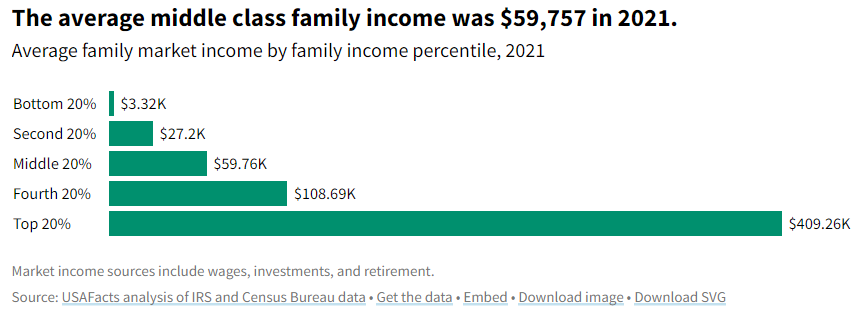 The average middle class family income was $59,757 in 2021.
Average family market income by family income percentile, 2021
Bottom 20% $3.32K
Second 20% $27.2K
Middle 20% $59.76K
Fourth 20% $108.69K
Top 20% $409.26K
Market income sources include wages, investments, and retirement.
Source: USAFacts analysis of IRS and Census Bureau data • Get the data • Embed • Download image • Download SVG